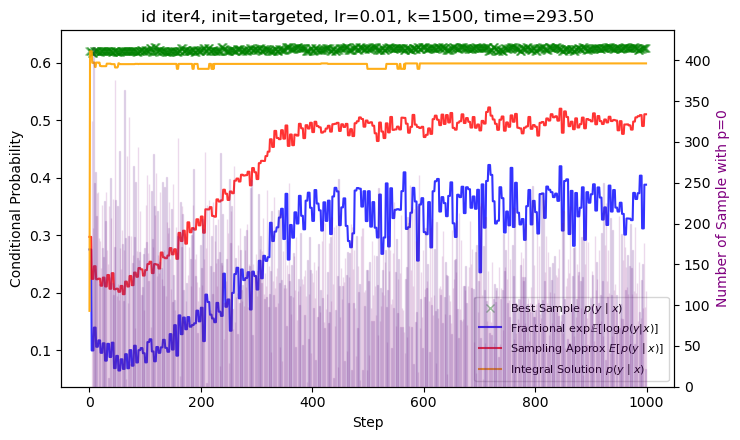 id iter4, init=targeted, lr=0.01, k=1500, time=293.50
Conditional Probability
0.6
0.5
0.4
0.3
0.2
0.1
400
350
300
250
200
150
100
50
0
Number of Sample with p=0
Best Sample p(y | x)
Fractional exp 𝔼[log p(y|x)]
Sampling Approx E[p(y | x)]
Integral Solution p(y | x)
0
200
400
600
800
1000
Step